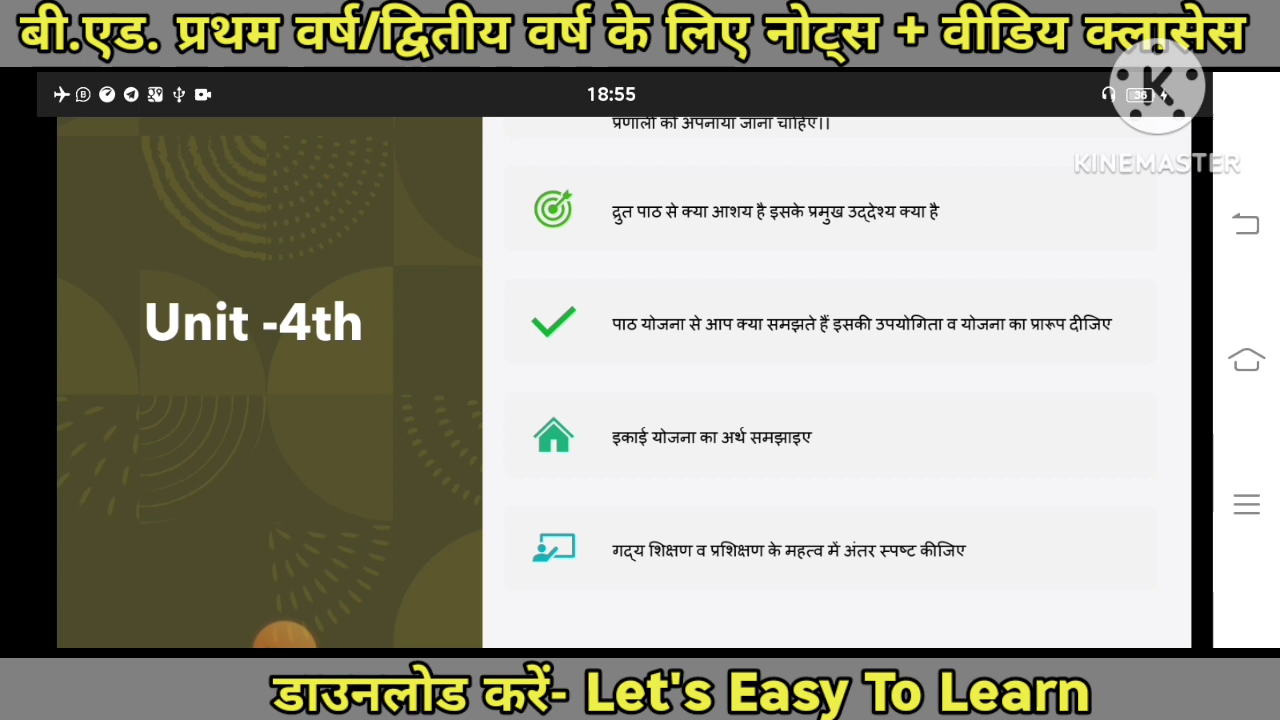 बी.एड. प्रथम वर्ष/द्वितीय वर्ष के लिए नोट्स + वीडिय क्लासेस
18:55
36
KINEMASTER
प्रणाली को अपनाया जाना चाहिए।।
द्रुत पाठ से क्या आशय है इसके प्रमुख उद्देश्य क्या है
Unit -4th
पाठ योजना से आप क्या समझते हैं इसकी उपयोगिता व योजना का प्रारूप दीजिए
इकाई योजना का अर्थ समझाइए
गद्य शिक्षण व प्रशिक्षण के महत्व में अंतर स्पष्ट कीजिए
डाउनलोड करें- Let's Easy To Learn